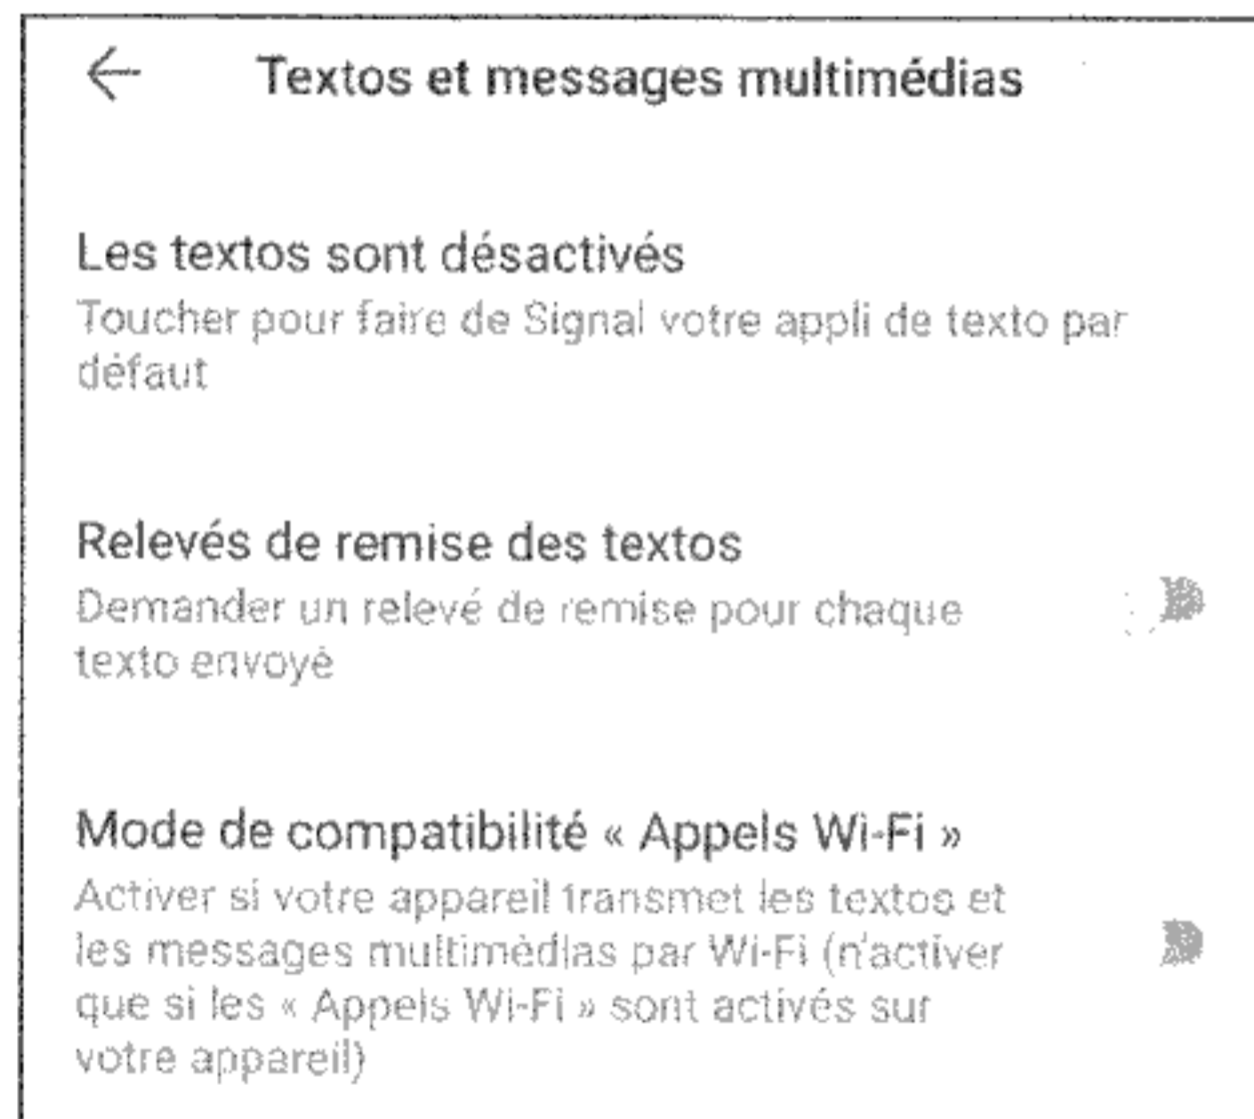 Textos et messages multimédias
Les textos sont désactivés
Toucher pour faire de Signal votre appli de texto par
défaut
Relevés de remise des textos
Demander un relevé de remise pour chaque
texto envoyé
Mode de compatibilité « Appels Wi-Fi »
Activer si votre appareil transmet les textos et
les messages multimédias par Wi-Fi (n'activer
que si les « Appels Wi-Fi » sont activés sur
votre appareil)